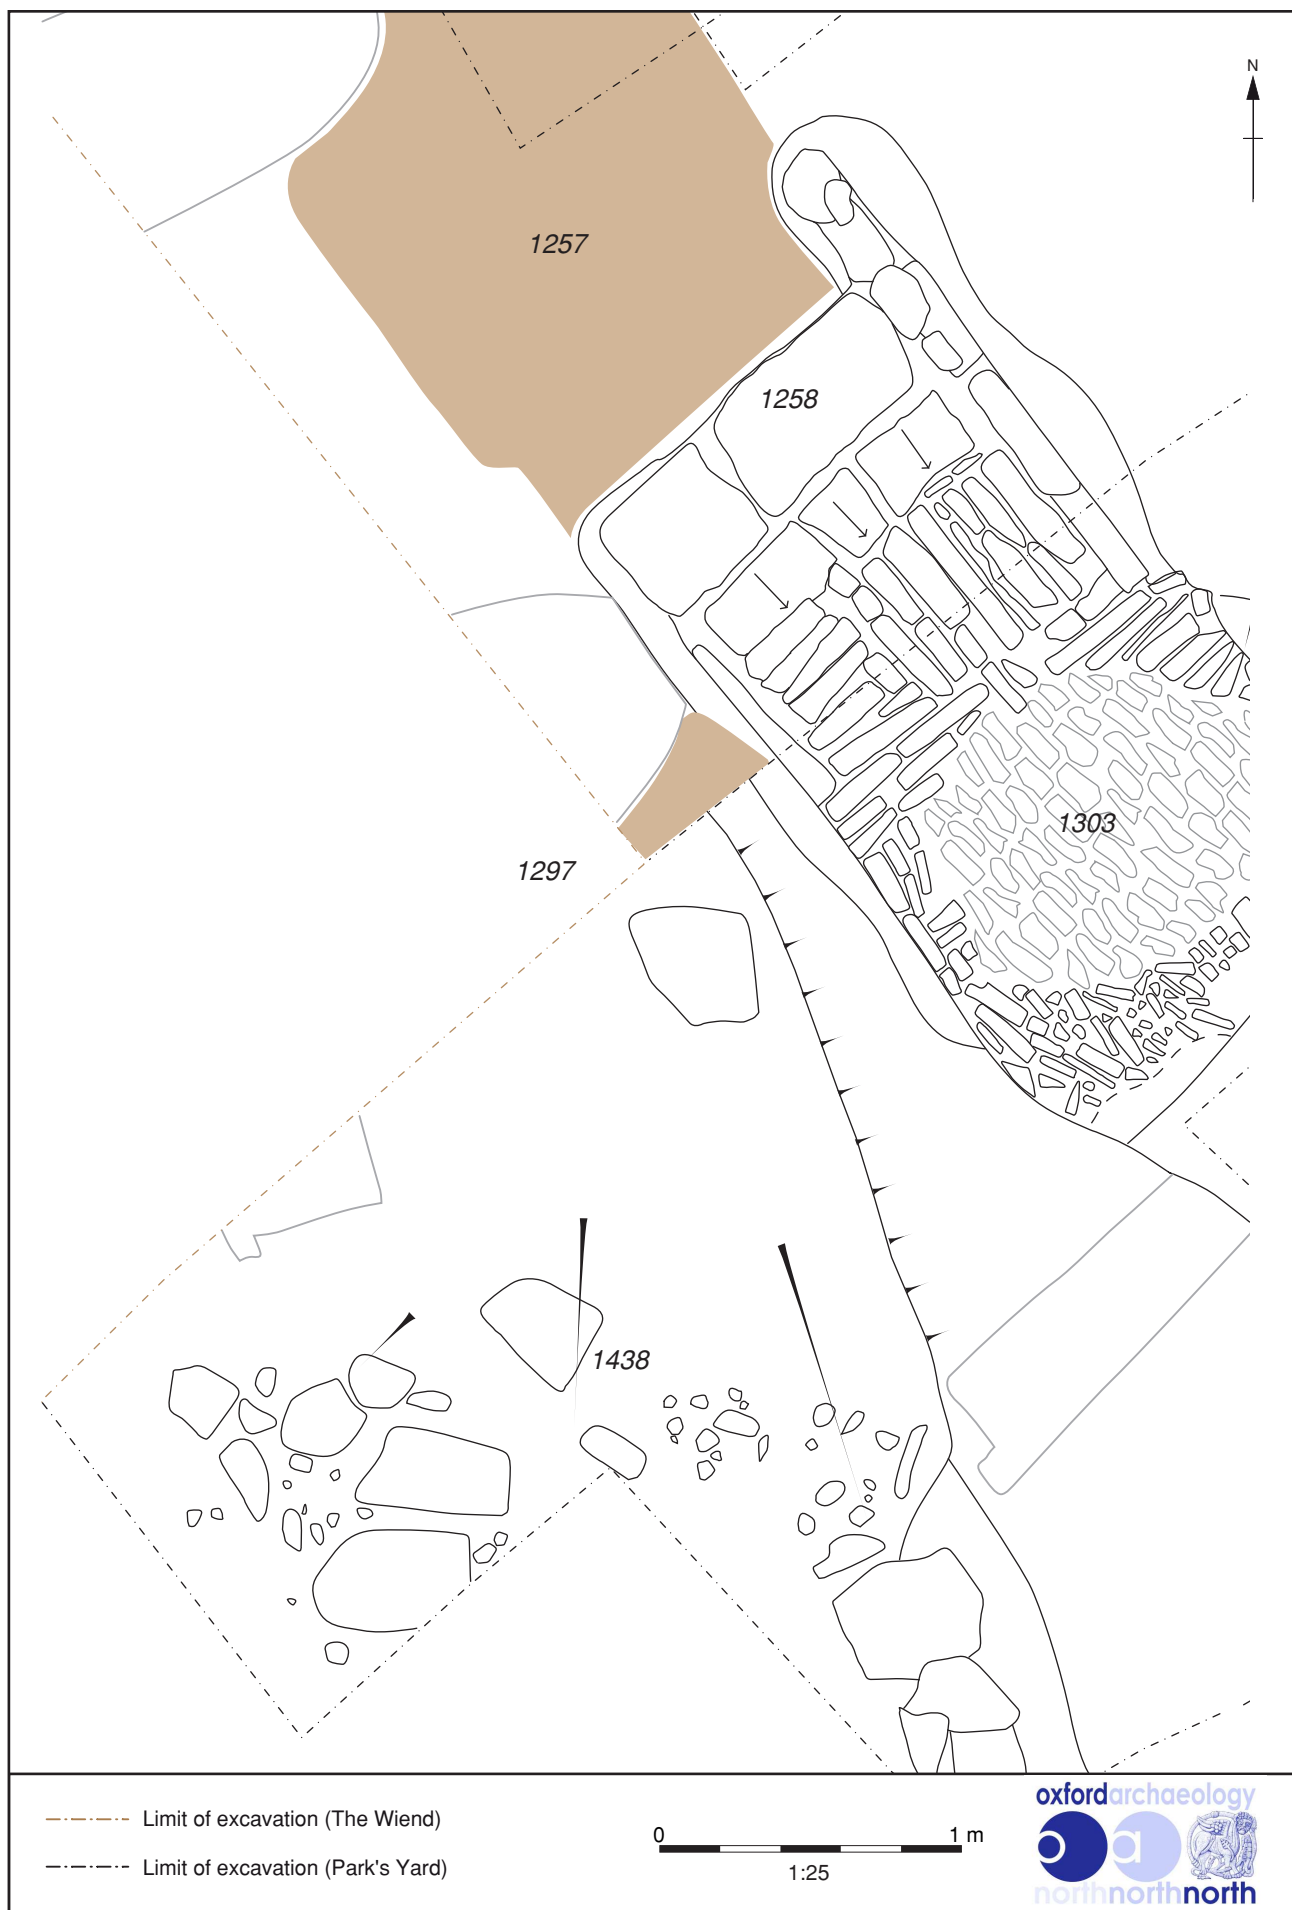 N
1257
1258
1303
1297
1438
Limit of excavation (The Wiend)
Limit of excavation (Park's Yard)
0 1 m
1:25
oxfordarchaeology
northnorthnorth